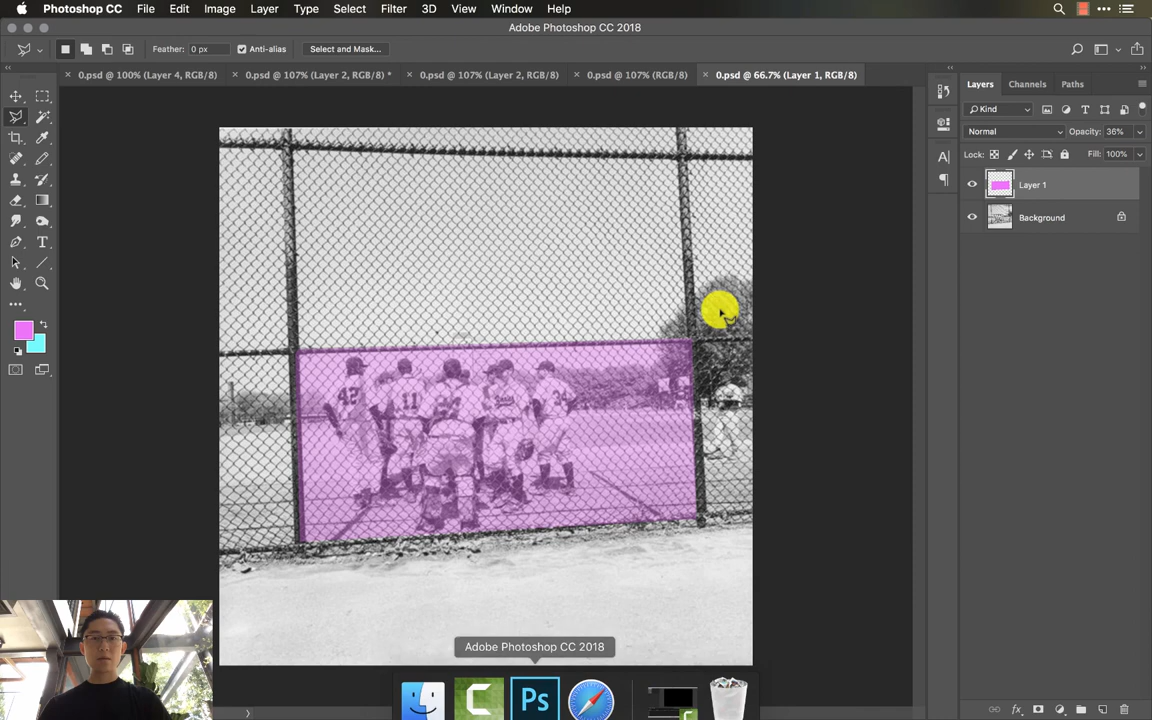 Photoshop CC File Edit Image Layer Type Select Filter 3D View Window Help
Adobe Photoshop CC 2018
Feather: 0 px Anti-alias Select and Mask...
0.psd @ 100% (Layer 4, RGB/8) 0.psd @ 107% (Layer 2, RGB/8) * 0.psd @ 107% (Layer 2, RGB/8) 0.psd @ 107% (RGB/8) 0.psd @ 66.7% (Layer 1, RGB/8)
Layers Channels Paths
Kind
Normal Opacity: 36%
Lock: Fill: 100%
Layer 1
Background
42 11 34
Adobe Photoshop CC 2018
Ps